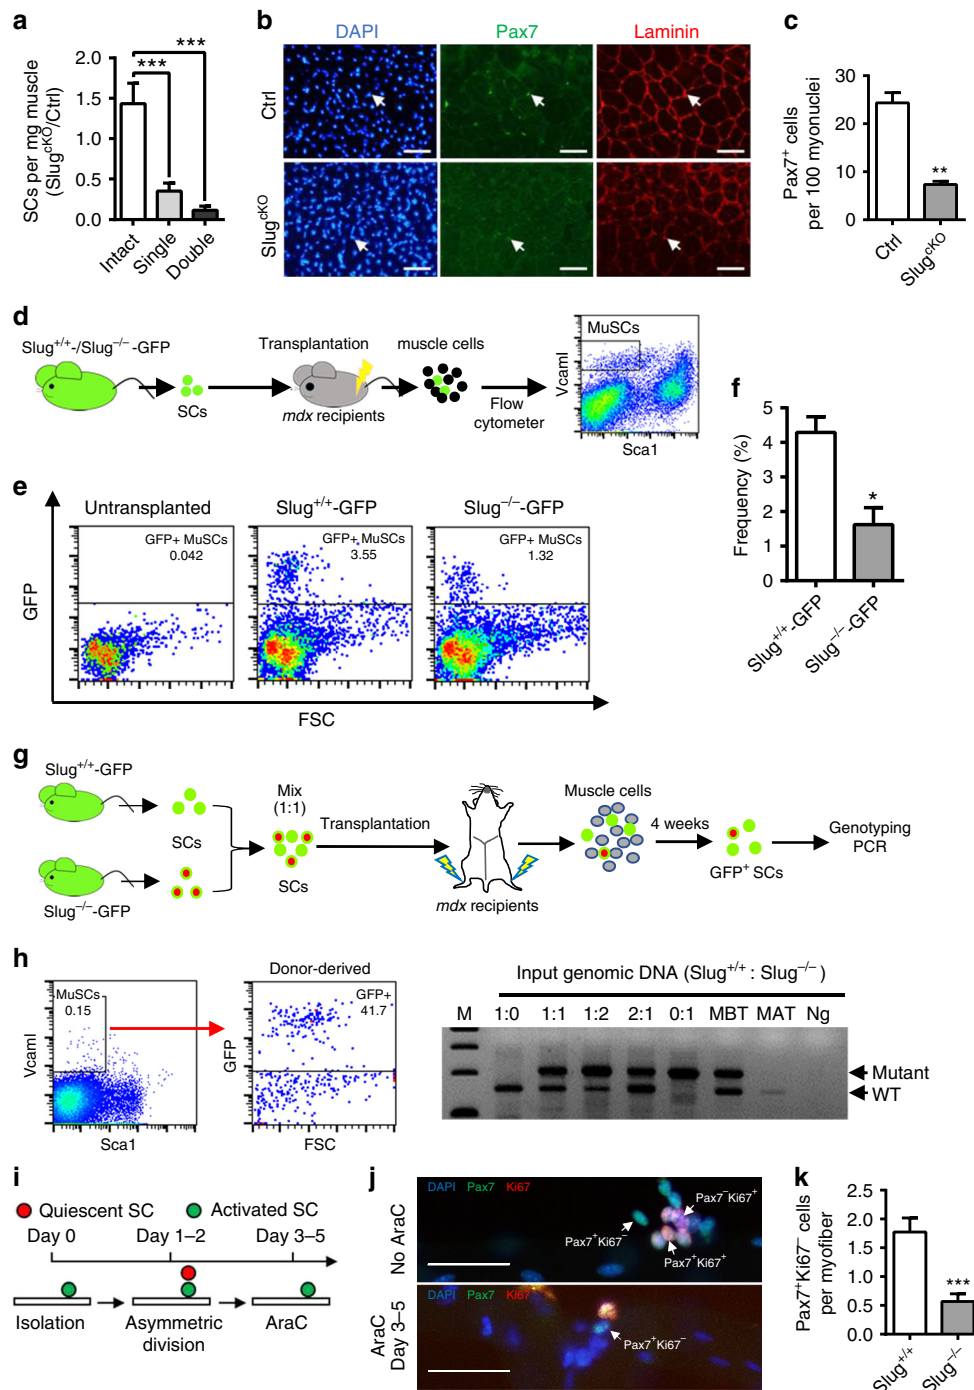 a
SCs per mg muscle
(Slug^cKO/Ctrl)
2.0
1.5
1.0
0.5
0.0
***
***
Intact
Single
Double
b
DAPI
Pax7
Laminin
Ctrl
Slug^cKO
c
Pax7+ cells
per 100 myonuclei
30
20
10
0
**
Ctrl
Slug^cKO
d
Slug+/+-/Slug–/–-GFP
SCs
Transplantation
mdx recipients
muscle cells
Flow
cytometer
MuSCs
VcamI
Sca1
e
Untransplanted
Slug+/+-GFP
Slug–/–-GFP
GFP+ MuSCs
0.042
GFP+ MuSCs
3.55
GFP+ MuSCs
1.32
GFP
FSC
f
Frequency (%)
5
4
3
2
1
0
*
Slug+/+-GFP
Slug–/–-GFP
g
Slug+/+-GFP
SCs
Slug–/–-GFP
Mix
(1:1)
SCs
Transplantation
mdx recipients
Muscle cells
4 weeks
GFP+ SCs
Genotyping
PCR
h
MuSCs
0.15
VcamI
Sca1
Donor-derived
GFP+
41.7
GFP
FSC
Input genomic DNA (Slug+/+ : Slug–/–)
M 1:0 1:1 1:2 2:1 0:1 MBT MAT Ng
Mutant
WT
i
Quiescent SC
Activated SC
Day 0
Day 1–2
Day 3–5
Isolation
Asymmetric
division
AraC
j
No AraC
DAPI Pax7 Ki67
Pax7–Ki67+
Pax7+Ki67–
Pax7+Ki67+
AraC
Day 3–5
DAPI Pax7 Ki67
Pax7+Ki67–
k
Pax7+Ki67– cells
per myofiber
2.5
2.0
1.5
1.0
0.5
0.0
***
Slug+/+
Slug–/–